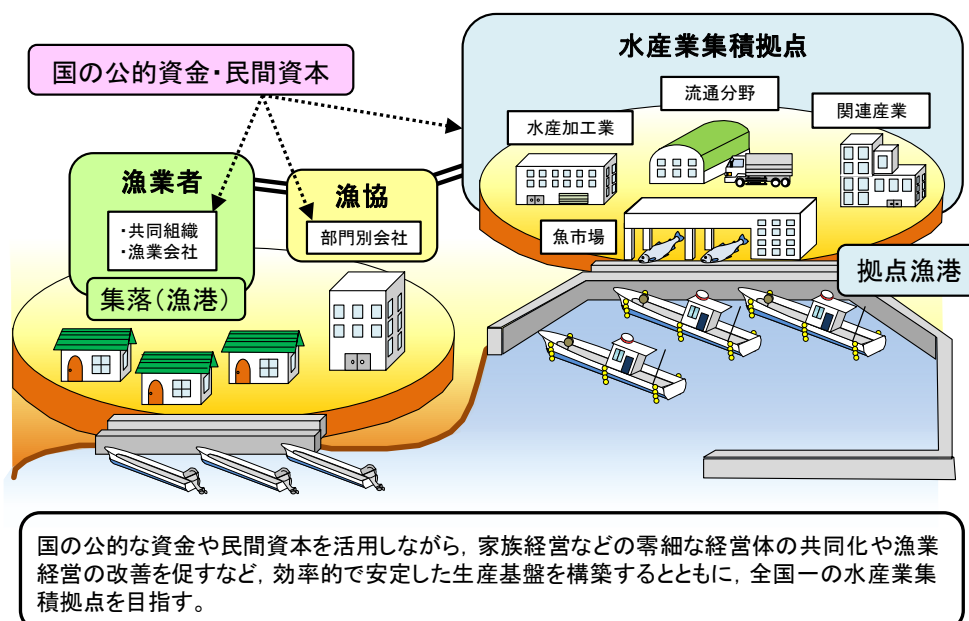 国の公的資金・民間資本
水産業集積拠点
流通分野
水産加工業
関連産業
漁業者
・共同組織
・漁業会社
漁協
部門別会社
魚市場
拠点漁港
集落(漁港)
国の公的な資金や民間資本を活用しながら，家族経営などの零細な経営体の共同化や漁業
経営の改善を促すなど，効率的で安定した生産基盤を構築するとともに，全国一の水産業集
積拠点を目指す。